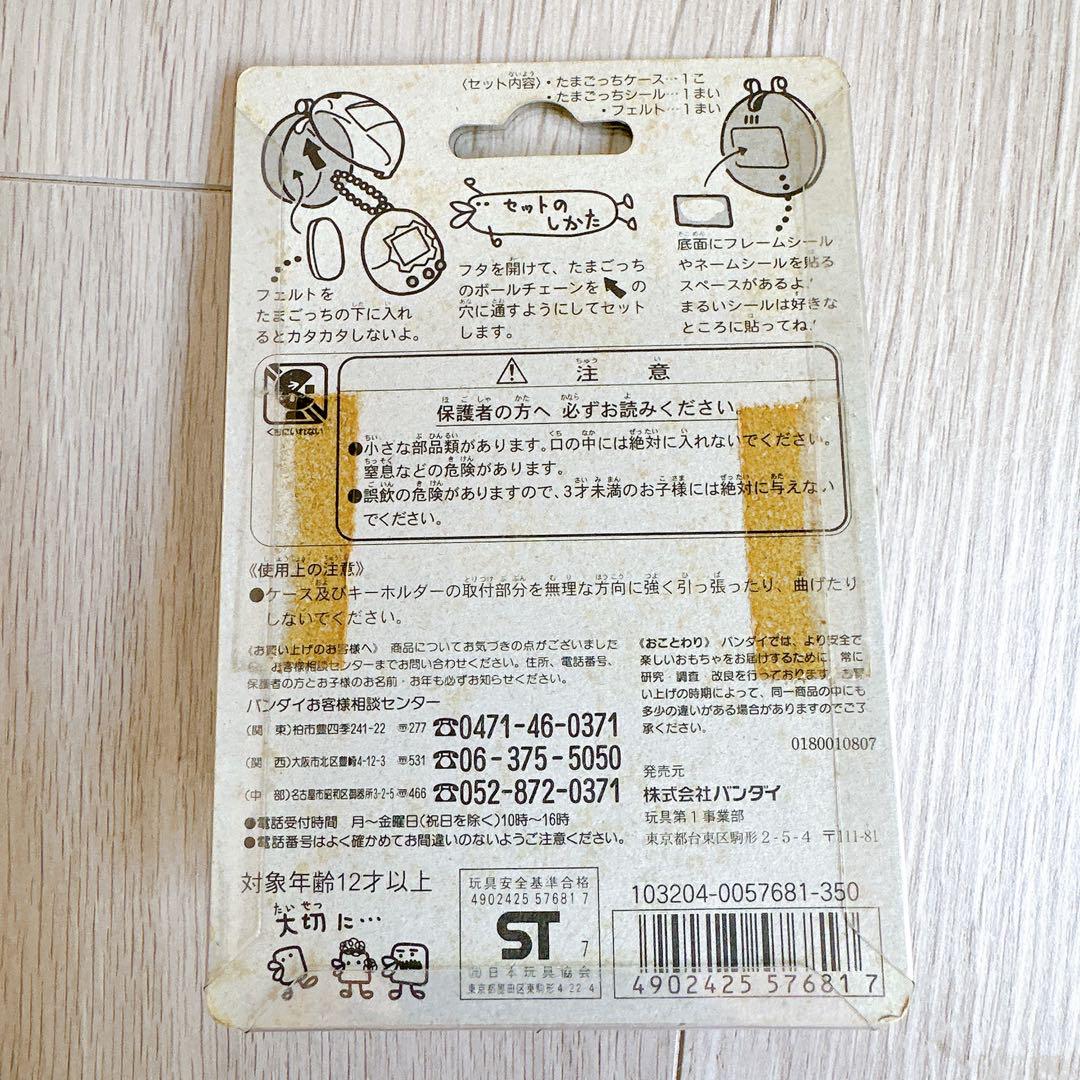 〈セット内容〉・たまごっちケース…1こ
・たまごっちシール…1まい
・フェルト…1まい
セットの
しかた
フェルトを
たまごっちの下に入れ
るとカタカタしないよ。
フタを開けて、たまごっち
のボールチェーンを の
穴に通すようにしてセット
します。
底面にフレームシール
やネームシールを貼る
スペースがあるよ!
まるいシールは好きな
ところに貼ってね!
くちにいれない
注意
保護者の方へ 必ずお読みください。
●小さな部品類があります。口の中には絶対に入れないでください。
窒息などの危険があります。
●誤飲の危険がありますので、3才未満のお子様には絶対に与えない
でください。
《使用上の注意》
●ケース及びキーホルダーの取付部分を無理な方向に強く引っ張ったり、曲げたり
しないでください。
《お買い上げのお客様へ》 商品についてお気づきの点がございました
お客様相談センターまでお問い合わせください。住所、電話番号、
保護者の方とお子様のお名前・お年も必ずお知らせください。
バンダイお客様相談センター
(関 東)柏市豊四季241-22 〒277 ☎0471-46-0371
(関 西)大阪市北区豊崎4-12-3 〒531 ☎06-375-5050
(中 部)名古屋市昭和区御器所3-2-5 〒466 ☎052-872-0371
●電話受付時間 月〜金曜日(祝日を除く)10時〜16時
●電話番号はよく確かめてお間違いのないようご注意ください。
《おことわり》 バンダイでは、より安全で
楽しいおもちゃをお届けするために、常に
研究・調査・改良を行っております。お買
い上げの時期によって、同一商品の中にも
多少の違いがある場合がありますのでご了
承ください。
0180010807
発売元
株式会社バンダイ
玩具第1事業部
東京都台東区駒形2-5-4 〒111-81
対象年齢12才以上
大切に…
玩具安全基準合格
4902425 57681 7
ST 7
㈳日本玩具協会
東京都墨田区東駒形4-22-4
103204-0057681-350
4902425 576817